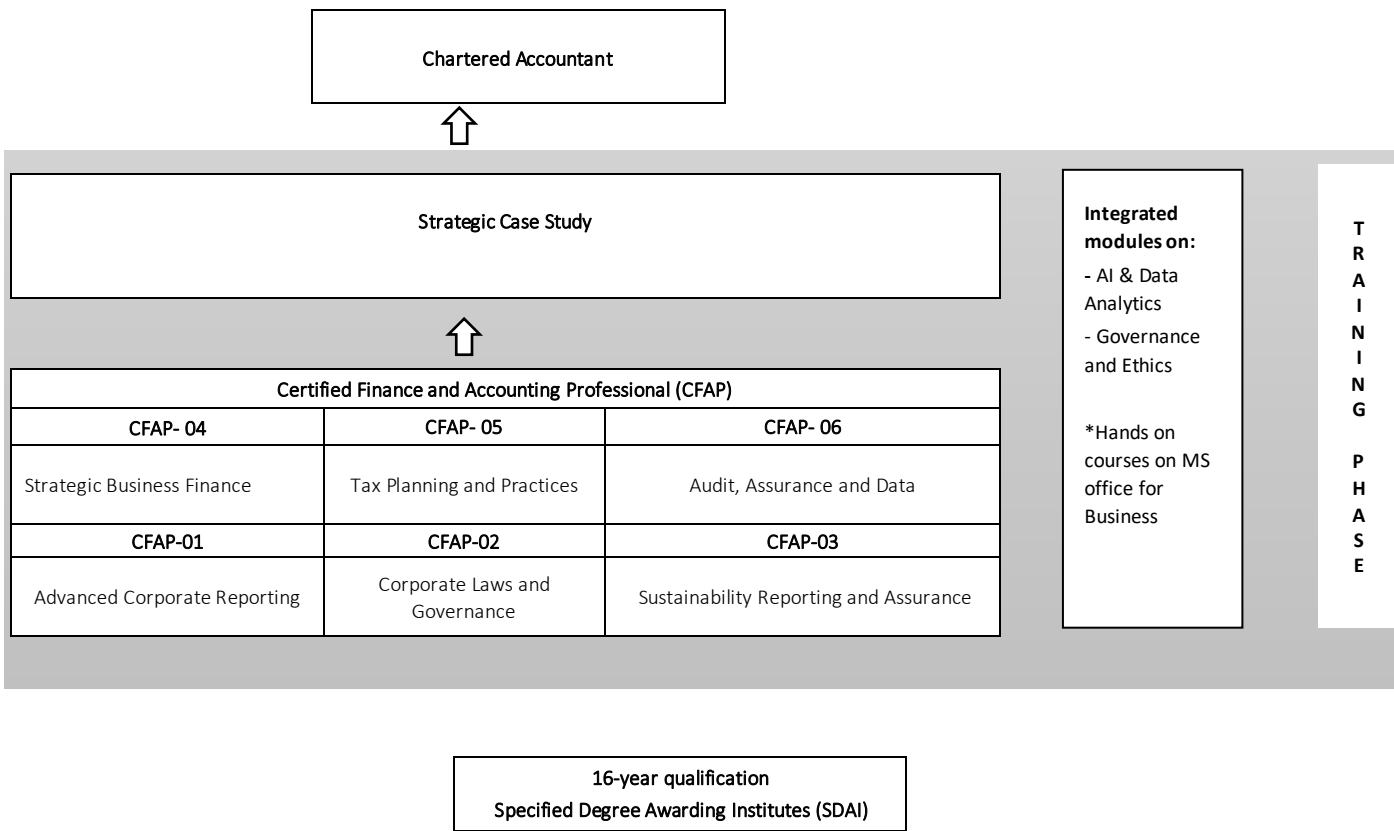 Chartered Accountant
Strategic Case Study
Certified Finance and Accounting Professional (CFAP)
CFAP- 04
CFAP- 05
CFAP- 06
Strategic Business Finance
Tax Planning and Practices
Audit, Assurance and Data
CFAP-01
CFAP-02
CFAP-03
Advanced Corporate Reporting
Corporate Laws and
Governance
Sustainability Reporting and Assurance
Integrated
modules on:
- AI & Data
Analytics
- Governance
and Ethics
*Hands on
courses on MS
office for
Business
T
R
A
I
N
I
N
G
P
H
A
S
E
16-year qualification
Specified Degree Awarding Institutes (SDAI)